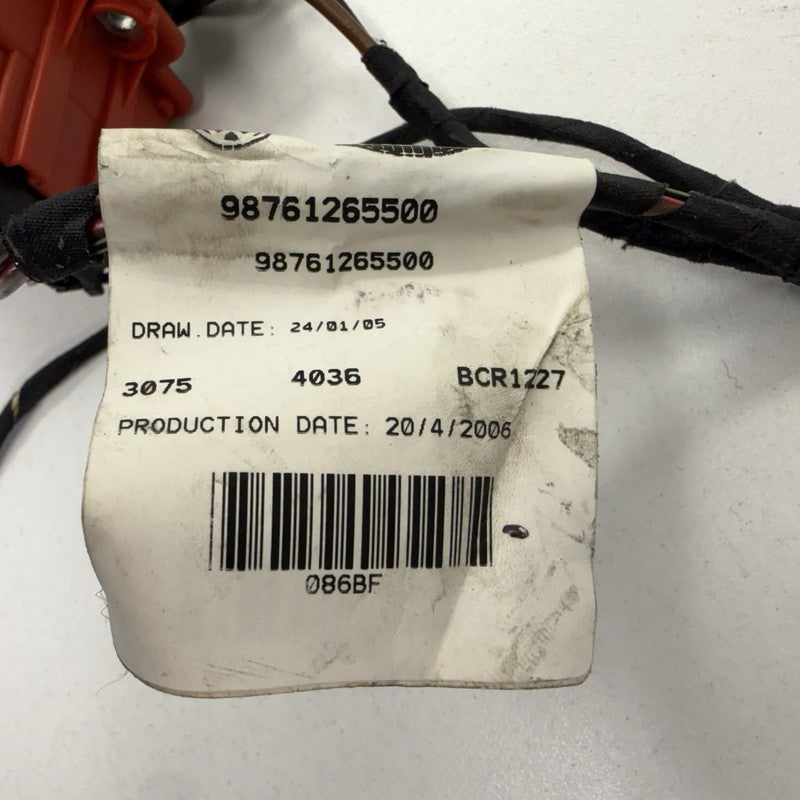 98761265500
98761265500
DRAW.DATE: 24/01/05
3075 4036 BCR1227
PRODUCTION DATE: 20/4/2006
086BF